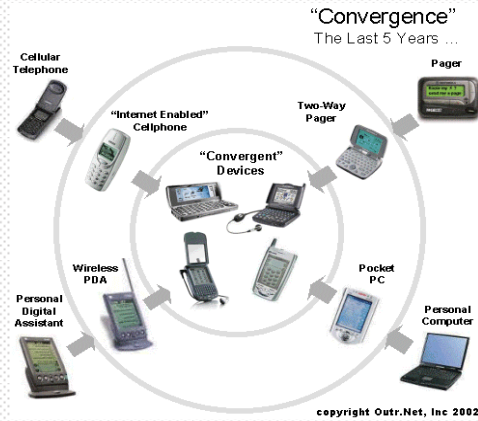 "Convergence"
The Last 5 Years ...
Cellular
Telephone
Pager
"Internet Enabled"
Cellphone
Two-Way
Pager
"Convergent"
Devices
Wireless
PDA
Pocket
PC
Personal
Digital
Assistant
Personal
Computer
copyright Outr.Net, Inc 2002